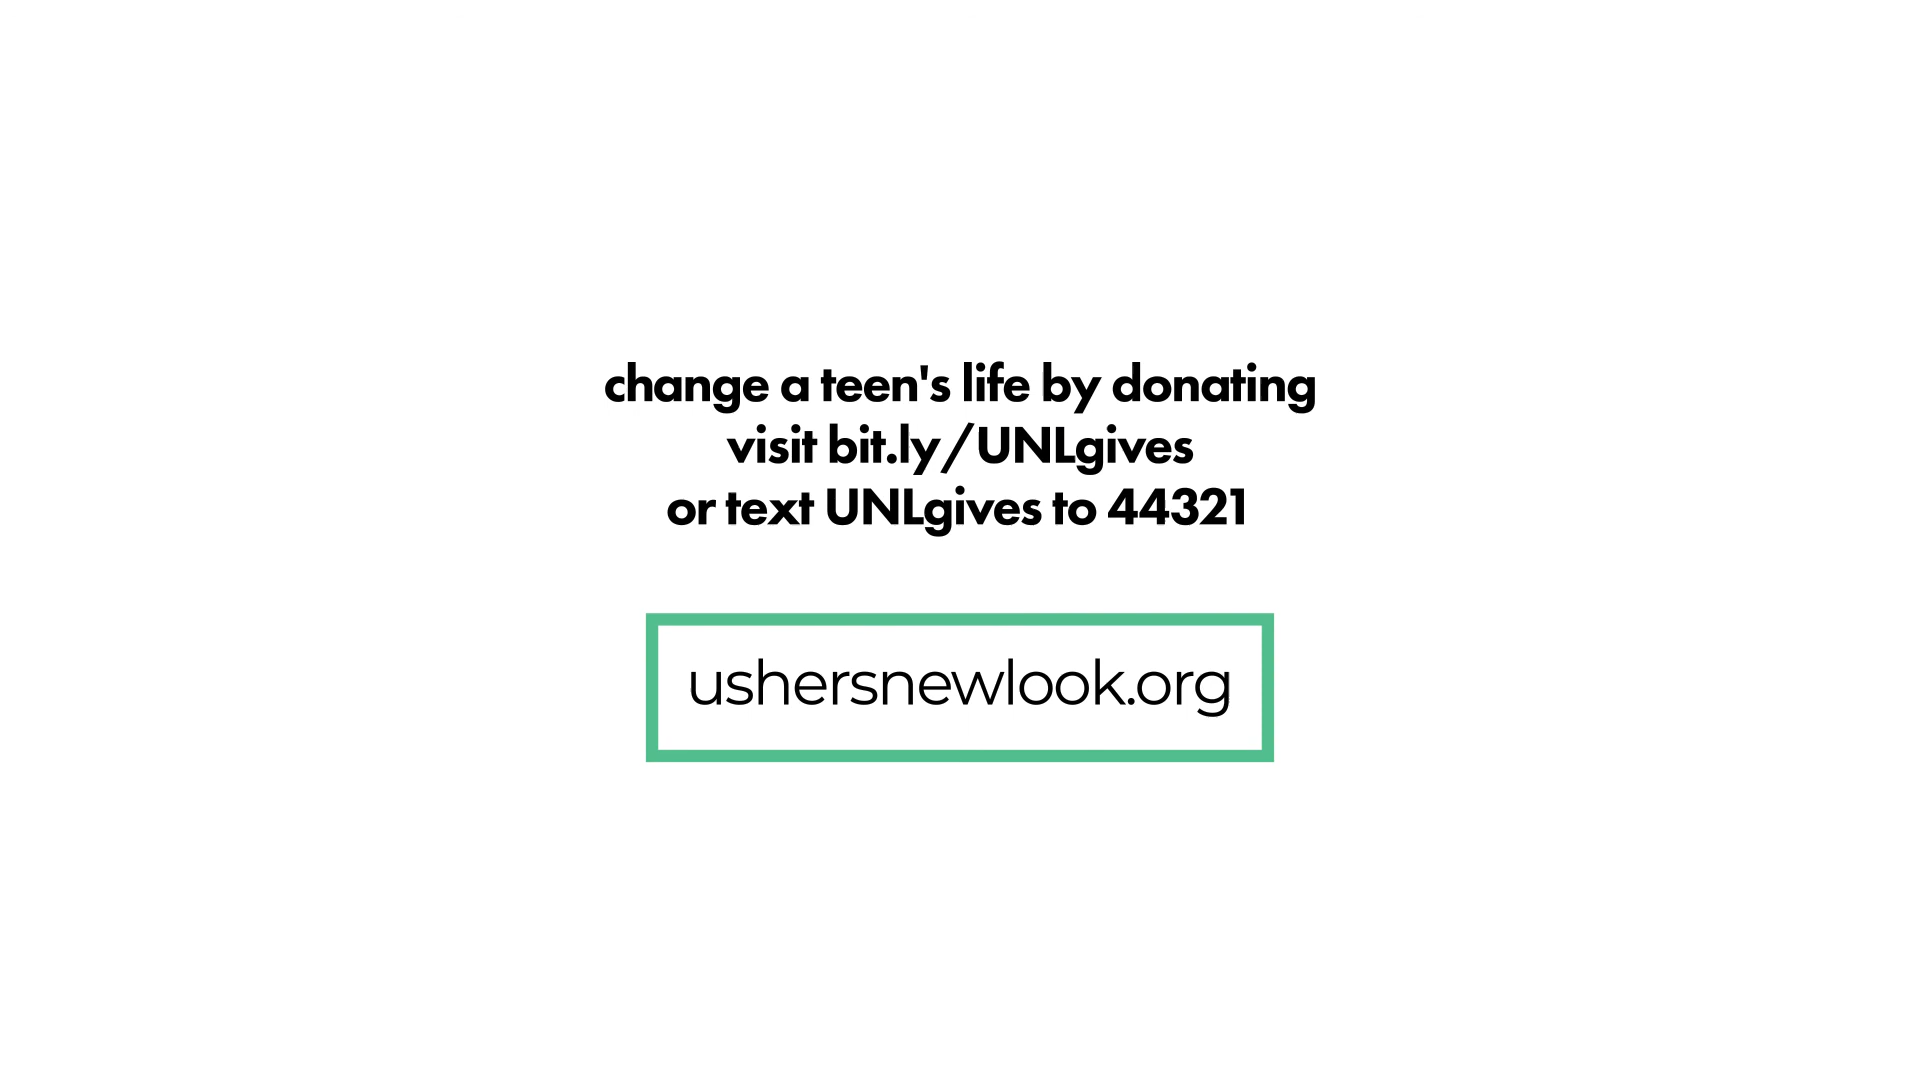 change a teen's life by donating
visit bit.ly/UNLgives
or text UNLgives to 44321
ushersnewlook.org